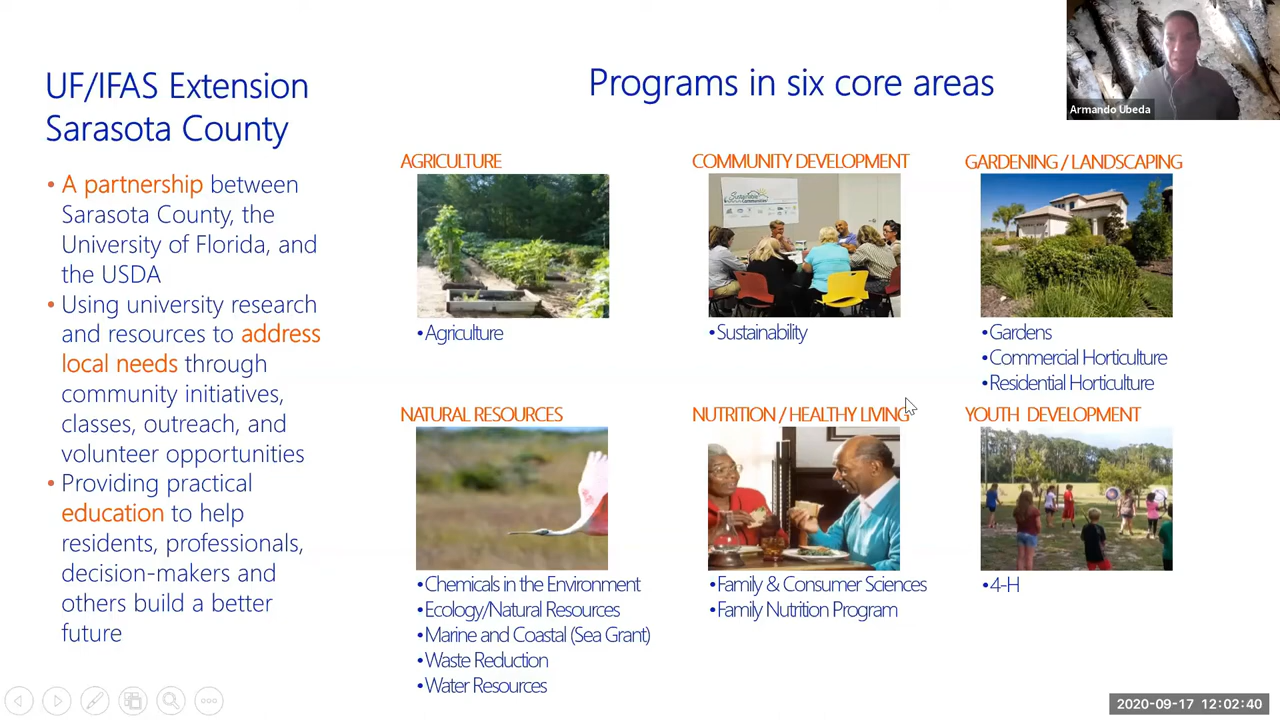 UF/IFAS Extension
Sarasota County
• A partnership between
Sarasota County, the
University of Florida, and
the USDA
• Using university research
and resources to address
local needs through
community initiatives,
classes, outreach, and
volunteer opportunities
• Providing practical
education to help
residents, professionals,
decision-makers and
others build a better
future
Programs in six core areas
Armando Ubeda
AGRICULTURE
•Agriculture
COMMUNITY DEVELOPMENT
Sustainable
Communities
•Sustainability
GARDENING / LANDSCAPING
•Gardens
•Commercial Horticulture
•Residential Horticulture
NATURAL RESOURCES
•Chemicals in the Environment
•Ecology/Natural Resources
•Marine and Coastal (Sea Grant)
•Waste Reduction
•Water Resources
NUTRITION / HEALTHY LIVING
•Family & Consumer Sciences
•Family Nutrition Program
YOUTH DEVELOPMENT
•4-H
2020-09-17 12:02:40